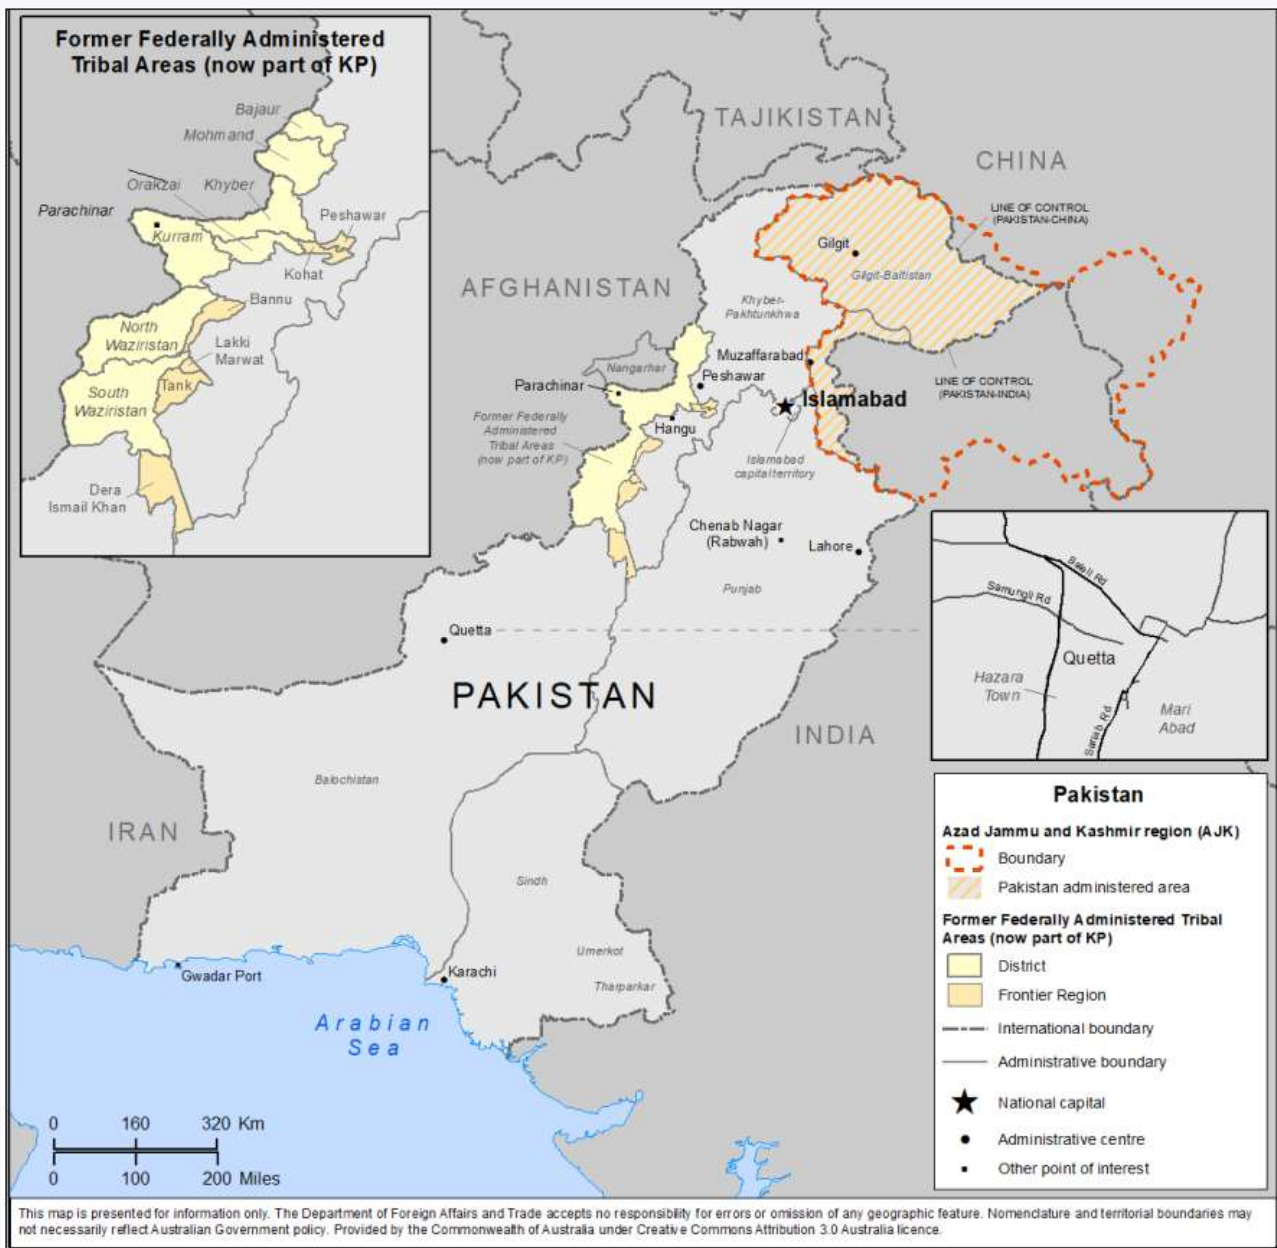 Former Federally Administered
Tribal Areas (now part of KP)
Bajaur
Mohmand
Orakzai
Khyber
Parachinar
Peshawar
Kurram
Kohat
Bannu
North
Waziristan
Lakki
Marwat
South
Waziristan
Tank
Dera
Ismail Khan
TAJIKISTAN
CHINA
LINE OF CONTROL
(PAKISTAN-CHINA)
Gilgit
Gilgit-Baltistan
AFGHANISTAN
Khyber-
Pakhtunkhwa
Muzaffarabad
Nangarhar
Peshawar
Parachinar
LINE OF CONTROL
(PAKISTAN-INDIA)
Islamabad
Former Federally
Administered
Tribal Areas
(now part of KP)
Hangu
Islamabad
capital territory
Chenab Nagar
(Rabwah)
Lahore
Punjab
Quetta
PAKISTAN
INDIA
Balochistan
IRAN
Sindh
Umerkot
Tharparkar
Gwadar Port
Karachi
Arabian
Sea
0 160 320 Km
0 100 200 Miles
Baleli Rd
Samungli Rd
Quetta
Hazara
Town
Mari
Abad
Sariab Rd
Pakistan
Azad Jammu and Kashmir region (AJK)
Boundary
Pakistan administered area
Former Federally Administered Tribal
Areas (now part of KP)
District
Frontier Region
International boundary
Administrative boundary
National capital
Administrative centre
Other point of interest
This map is presented for information only. The Department of Foreign Affairs and Trade accepts no responsibility for errors or omission of any geographic feature. Nomenclature and territorial boundaries may
not necessarily reflect Australian Government policy. Provided by the Commonwealth of Australia under Creative Commons Attribution 3.0 Australia licence.